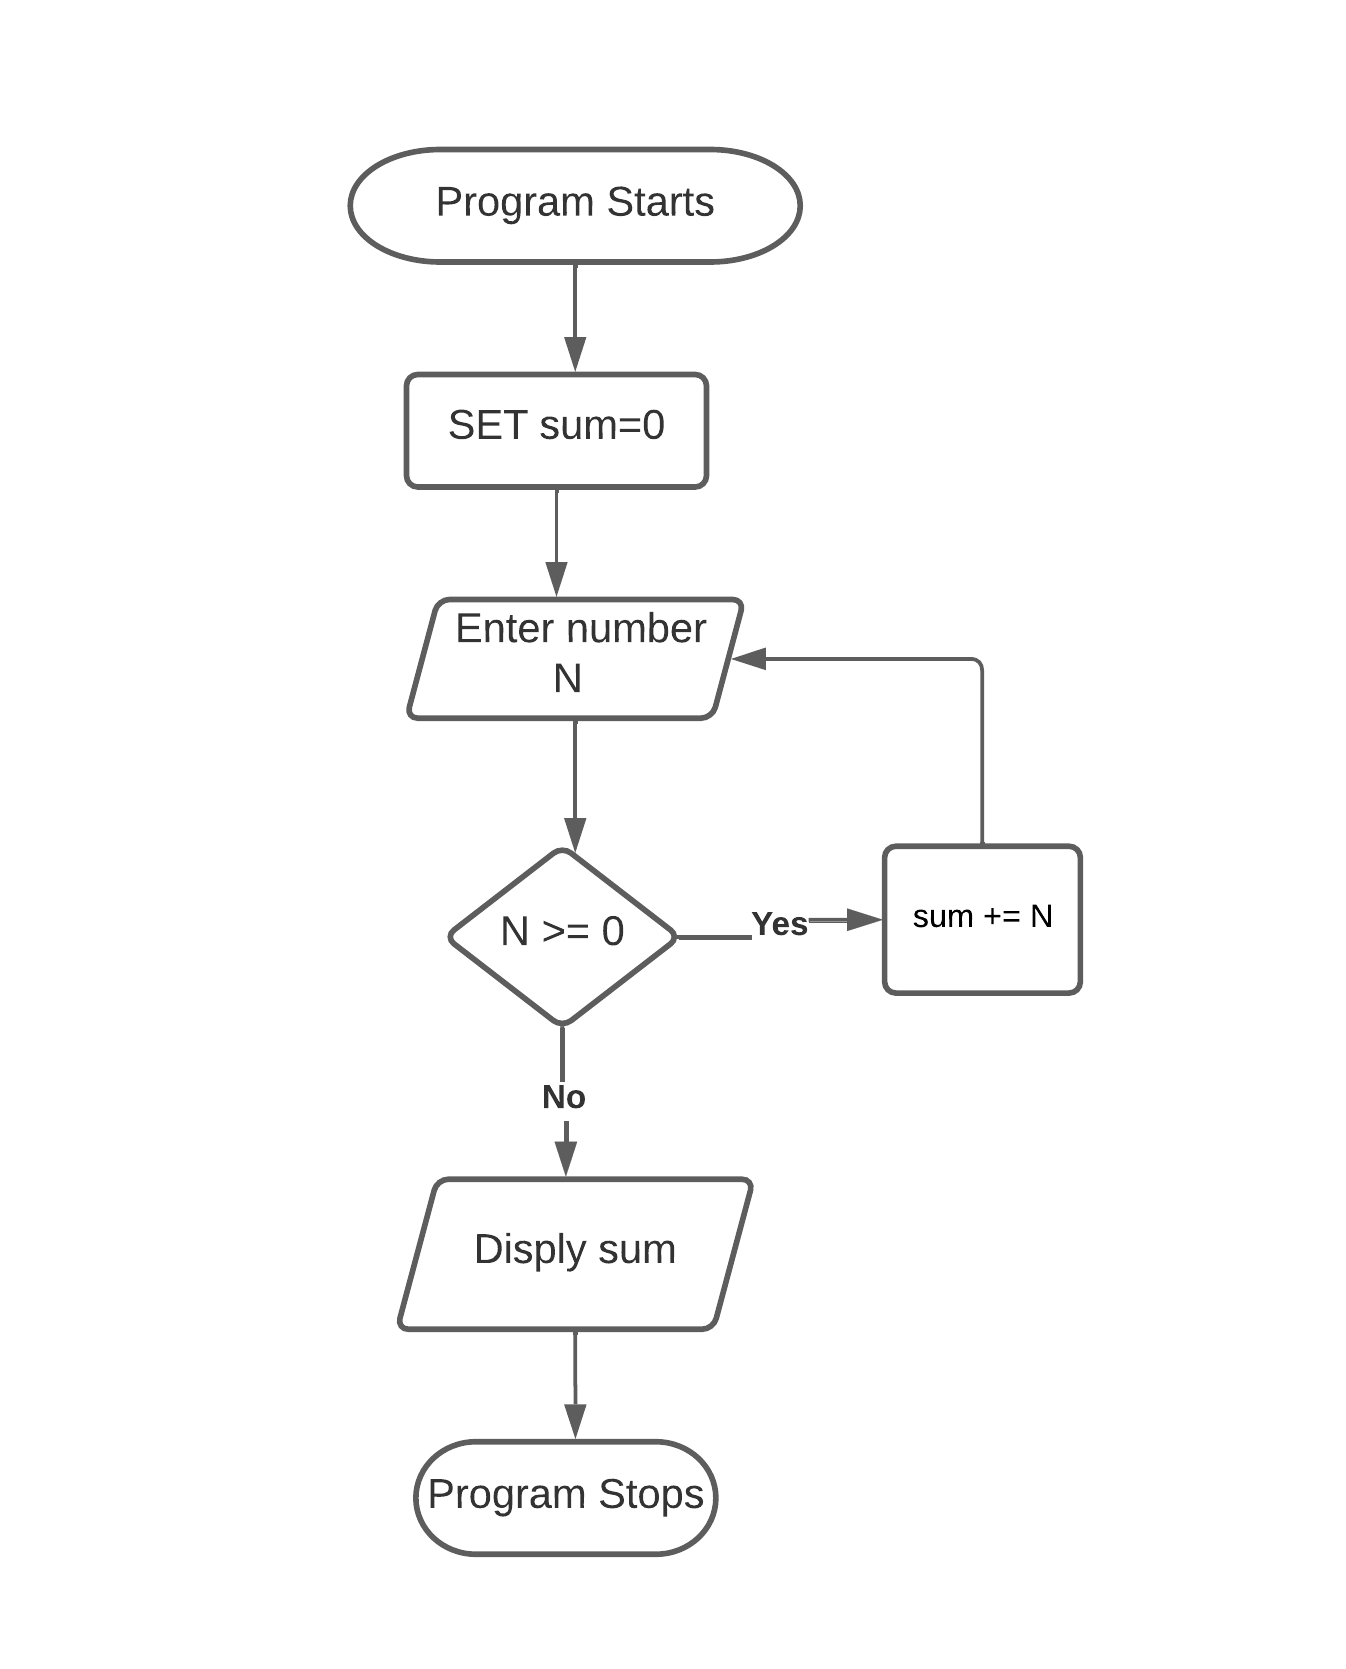 Program Starts
SET sum=0
Enter number
N
N >= 0
Yes
sum += N
No
Disply sum
Program Stops